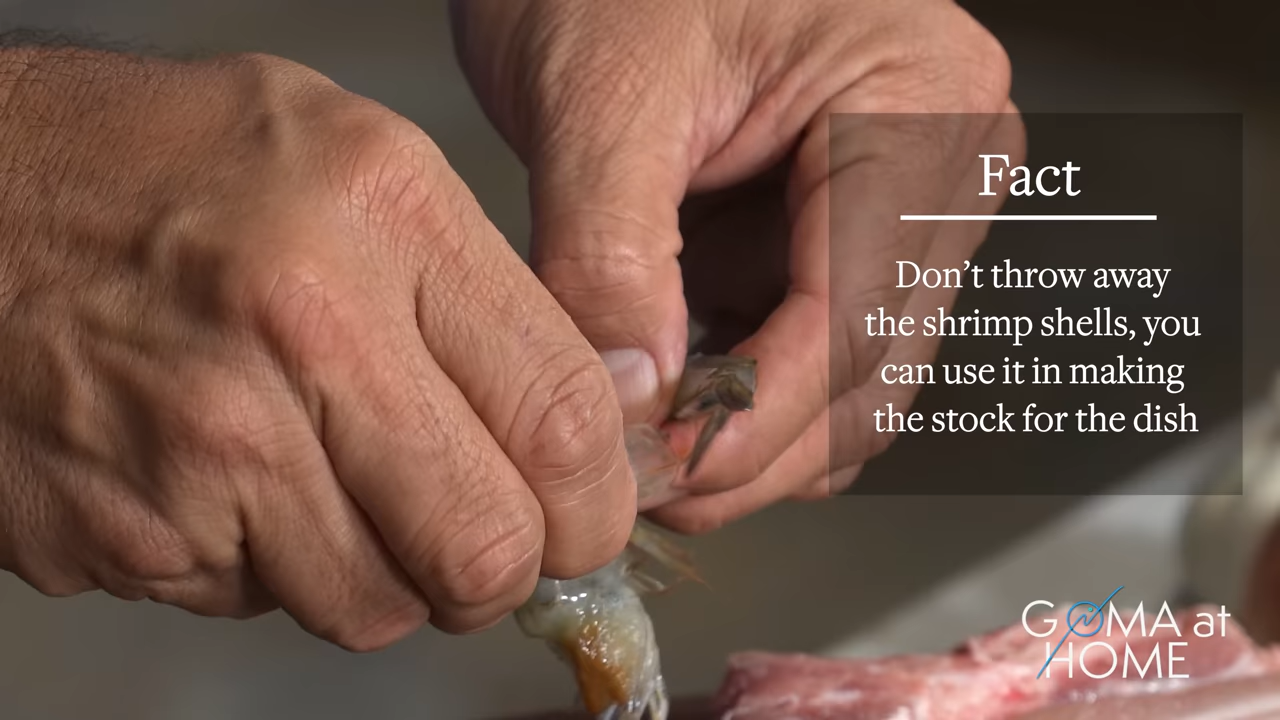 Fact
Don’t throw away
the shrimp shells, you
can use it in making
the stock for the dish
GOMA at
HOME